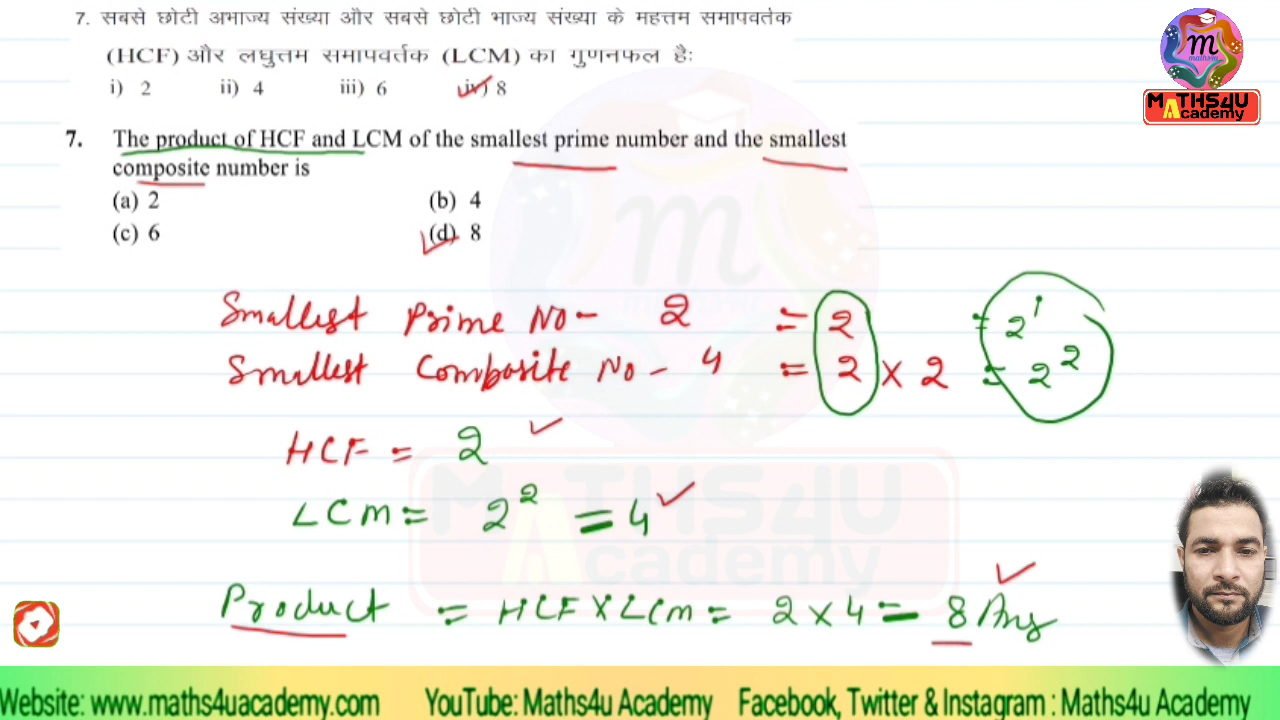 7. सबसे छोटी अभाज्य संख्या और सबसे छोटी भाज्य संख्या के महत्तम समापवर्तक
(HCF) और लघुत्तम समापवर्तक (LCM) का गुणनफल है:
i) 2 ii) 4 iii) 6 iv) 8
7. The product of HCF and LCM of the smallest prime number and the smallest
composite number is
(a) 2 (b) 4
(c) 6 (d) 8
Smallest Prime No - 2 = 2 = 2¹
Smallest Composite No - 4 = 2 × 2 = 2²
HCF = 2
LCM = 2² = 4
Product = HCF × LCM = 2 × 4 = 8 Ans
m
maths4u
MATHS4U
Academy
m
MATHS4U
Academy
Website: www.maths4uacademy.com YouTube: Maths4u Academy Facebook, Twitter & Instagram : Maths4u Academy